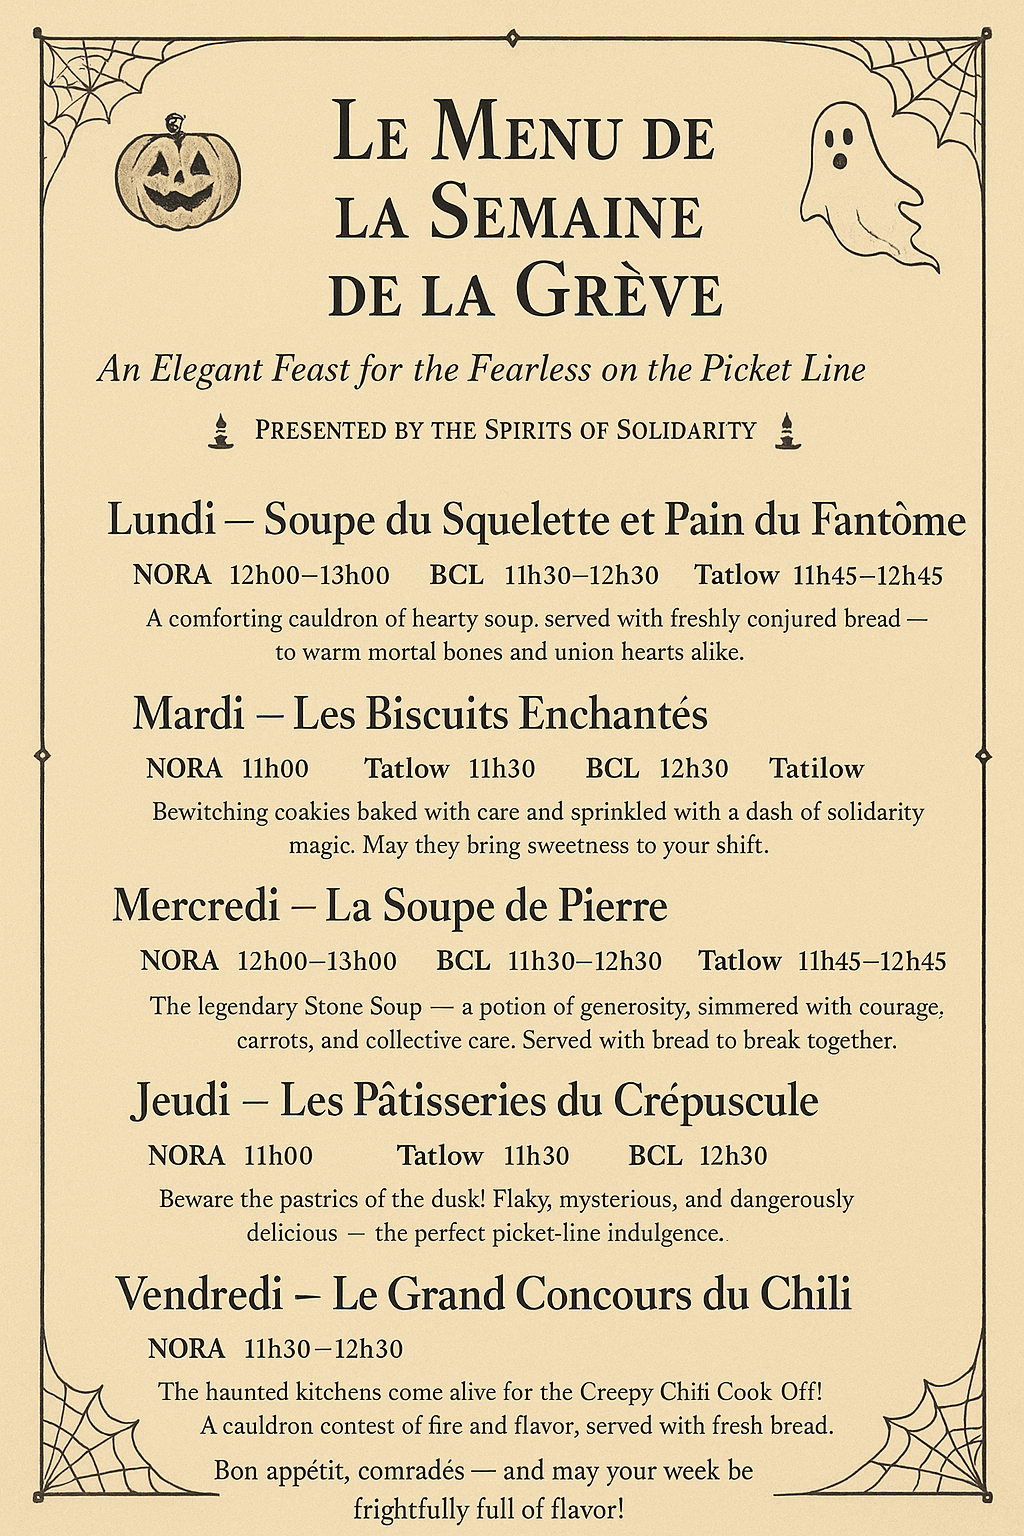 Le Menu de
la Semaine
de la Grève
An Elegant Feast for the Fearless on the Picket Line
Presented by the Spirits of Solidarity
Lundi – Soupe du Squelette et Pain du Fantôme
NORA 12h00–13h00 BCL 11h30–12h30 Tatlow 11h45–12h45
A comforting cauldron of hearty soup. served with freshly conjured bread —
to warm mortal bones and union hearts alike.
Mardi – Les Biscuits Enchantés
NORA 11h00 Tatlow 11h30 BCL 12h30 Tatilow
Bewitching coakies baked with care and sprinkled with a dash of solidarity
magic. May they bring sweetness to your shift.
Mercredi – La Soupe de Pierre
NORA 12h00–13h00 BCL 11h30–12h30 Tatlow 11h45–12h45
The legendary Stone Soup — a potion of generosity, simmered with courage,
carrots, and collective care. Served with bread to break together.
Jeudi – Les Pâtisseries du Crépuscule
NORA 11h00 Tatlow 11h30 BCL 12h30
Beware the pastrics of the dusk! Flaky, mysterious, and dangerously
delicious — the perfect picket-line indulgence.
Vendredi – Le Grand Concours du Chili
NORA 11h30–12h30
The haunted kitchens come alive for the Creepy Chiti Cook Off!
A cauldron contest of fire and flavor, served with fresh bread.
Bon appétit, comradés — and may your week be
frightfully full of flavor!